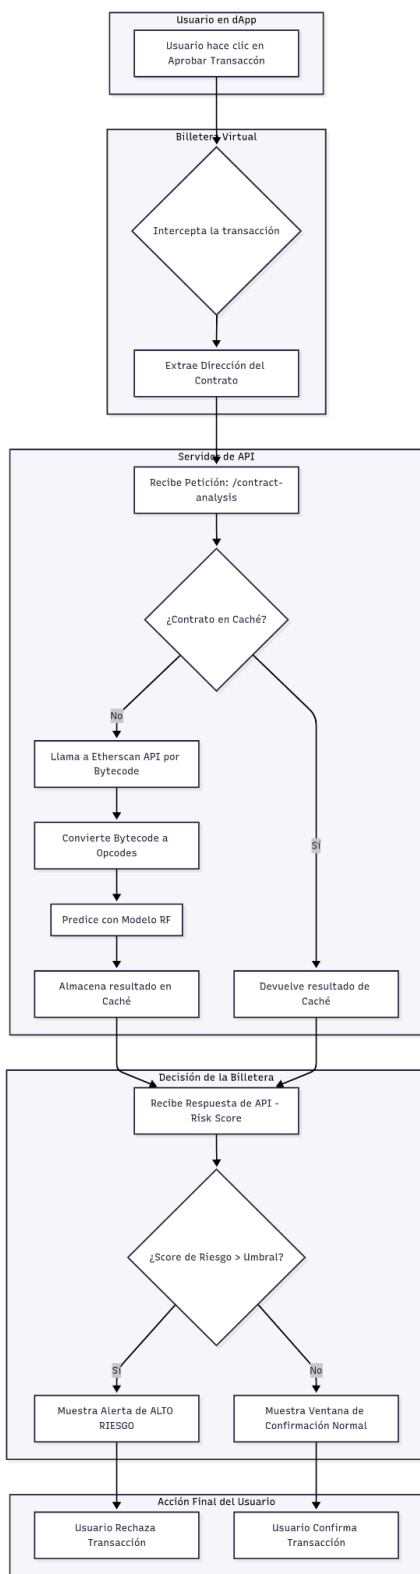 Usuario en dApp
Usuario hace clic en
Aprobar Transaccón
Billetera Virtual
Intercepta la transacción
Extrae Dirección del
Contrato
Servidor de API
Recibe Petición: /contract-
analysis
¿Contrato en Caché?
No
Llama a Etherscan API por
Bytecode
Convierte Bytecode a
Opcodes
Sí
Predice con Modelo RF
Almacena resultado en
Caché
Devuelve resultado de
Caché
Decisión de la Billetera
Recibe Respuesta de API -
Risk Score
¿Score de Riesgo > Umbral?
Sí
No
Muestra Alerta de ALTO
RIESGO
Muestra Ventana de
Confirmación Normal
Acción Final del Usuario
Usuario Rechaza
Transacción
Usuario Confirma
Transacción